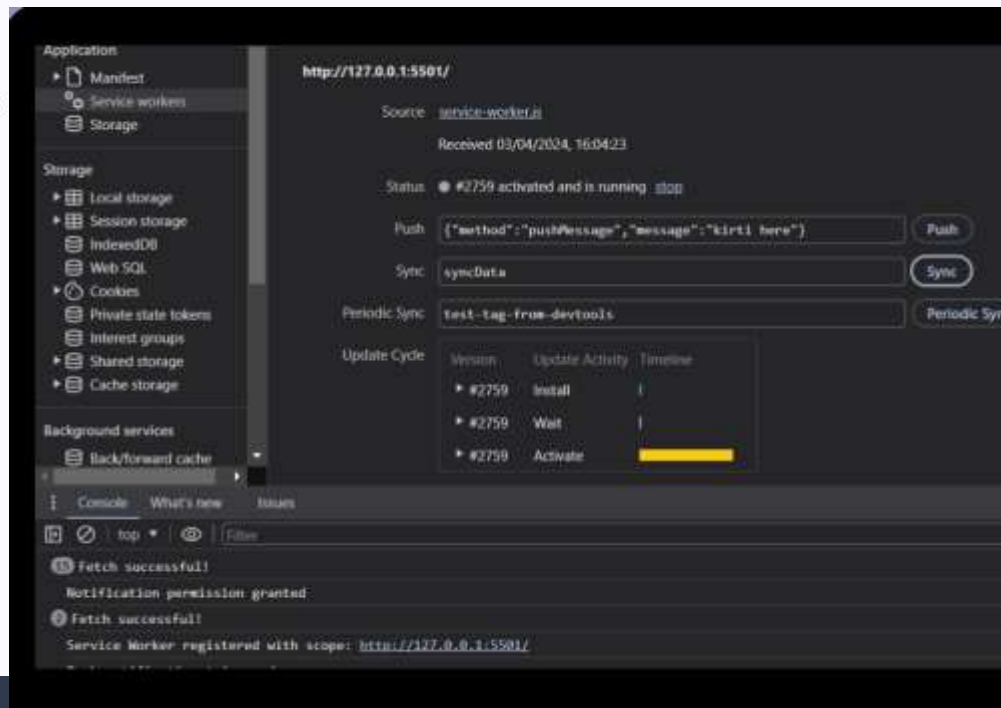 Application
Manifest
Service workers
Storage
Storage
Local storage
Session storage
IndexedDB
Web SQL
Cookies
Private state tokens
Interest groups
Shared storage
Cache storage
Background services
Back/forward cache
http://127.0.0.1:5501/
Source service-worker.js
Received 03/04/2024, 16:04:23
Status #2759 activated and is running stop
Push {"method":"pushMessage","message":"kirti here"} Push
Sync syncData Sync
Periodic Sync test-tag-from-devtools Periodic Syn
Update Cycle Version Update Activity Timeline
#2759 Install
#2759 Wait
#2759 Activate
Console What's new Issues
top Filter
15 Fetch successful!
Notification permission granted
2 Fetch successful!
Service Worker registered with scope: http://127.0.0.1:5501/